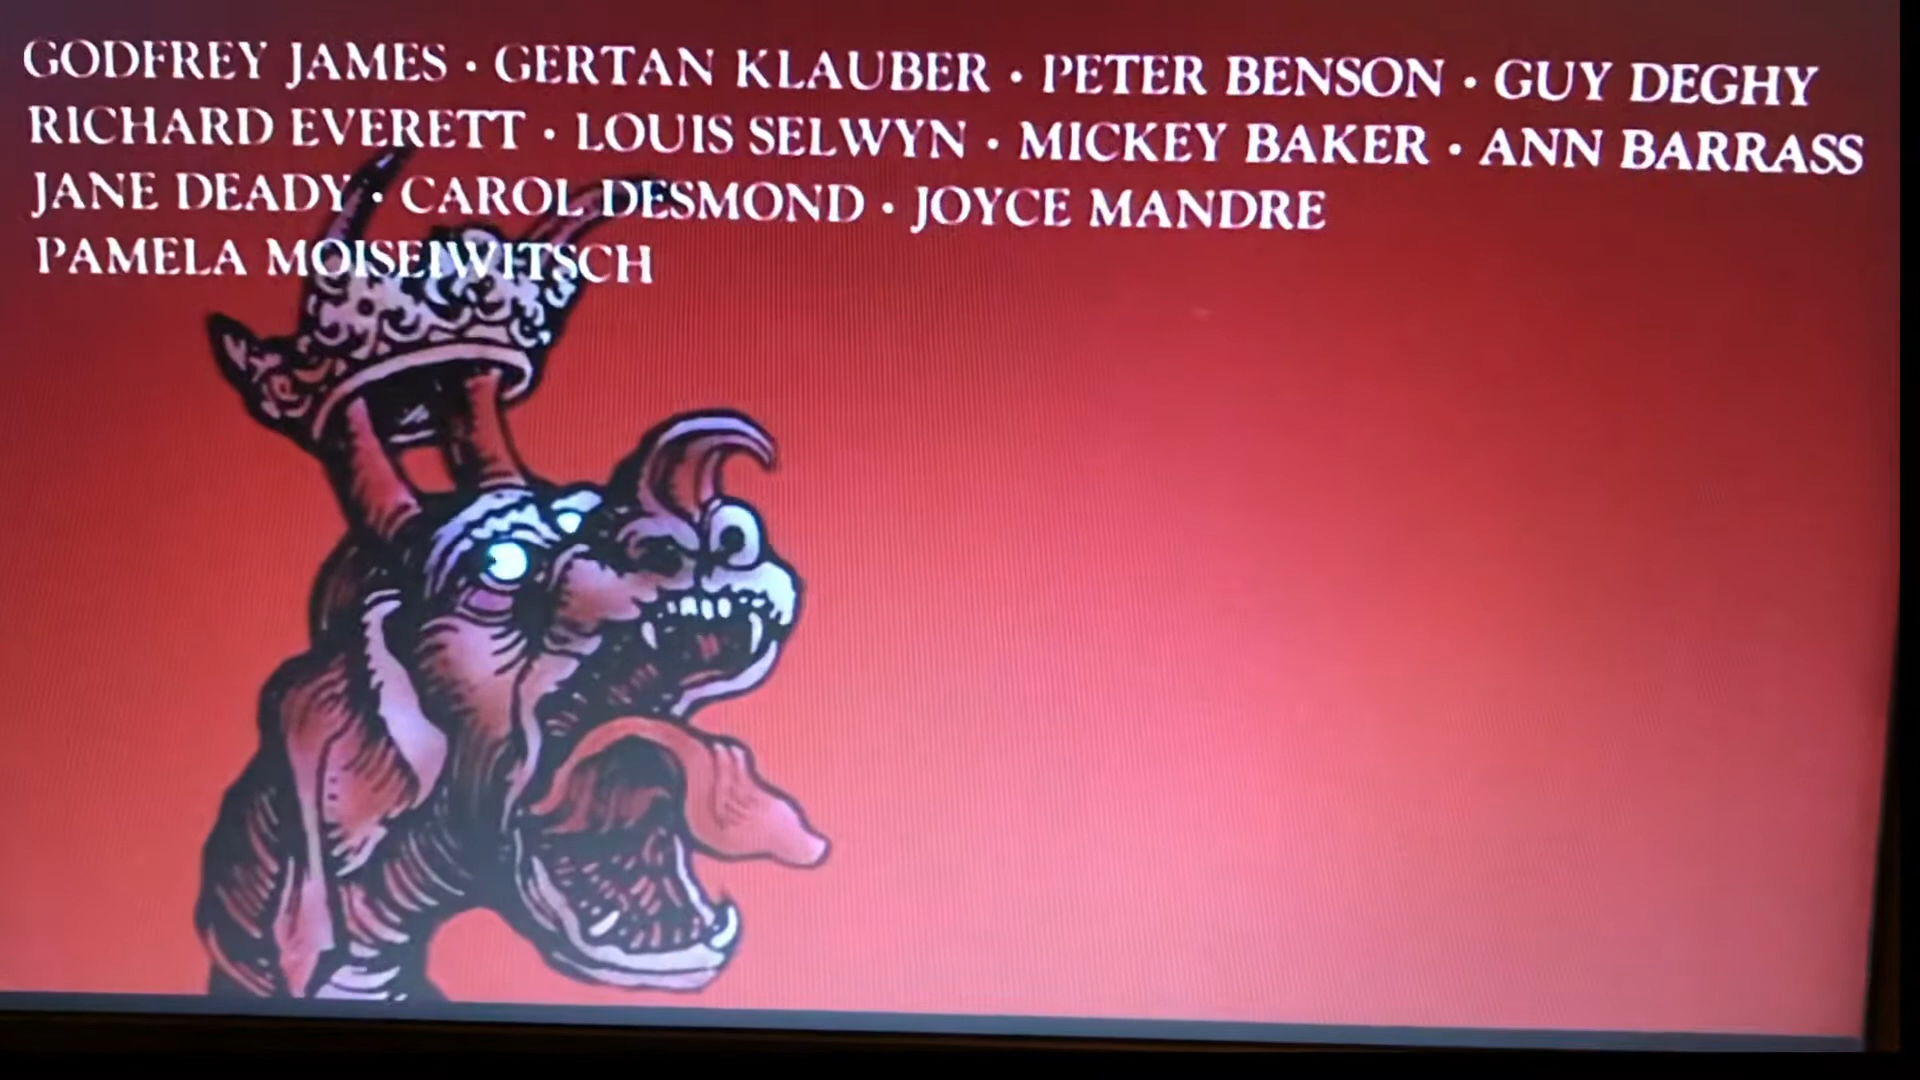 GODFREY JAMES · GERTAN KLAUBER · PETER BENSON · GUY DEGHY
RICHARD EVERETT · LOUIS SELWYN · MICKEY BAKER · ANN BARRASS
JANE DEADY · CAROL DESMOND · JOYCE MANDRE
PAMELA MOISEIWITSCH